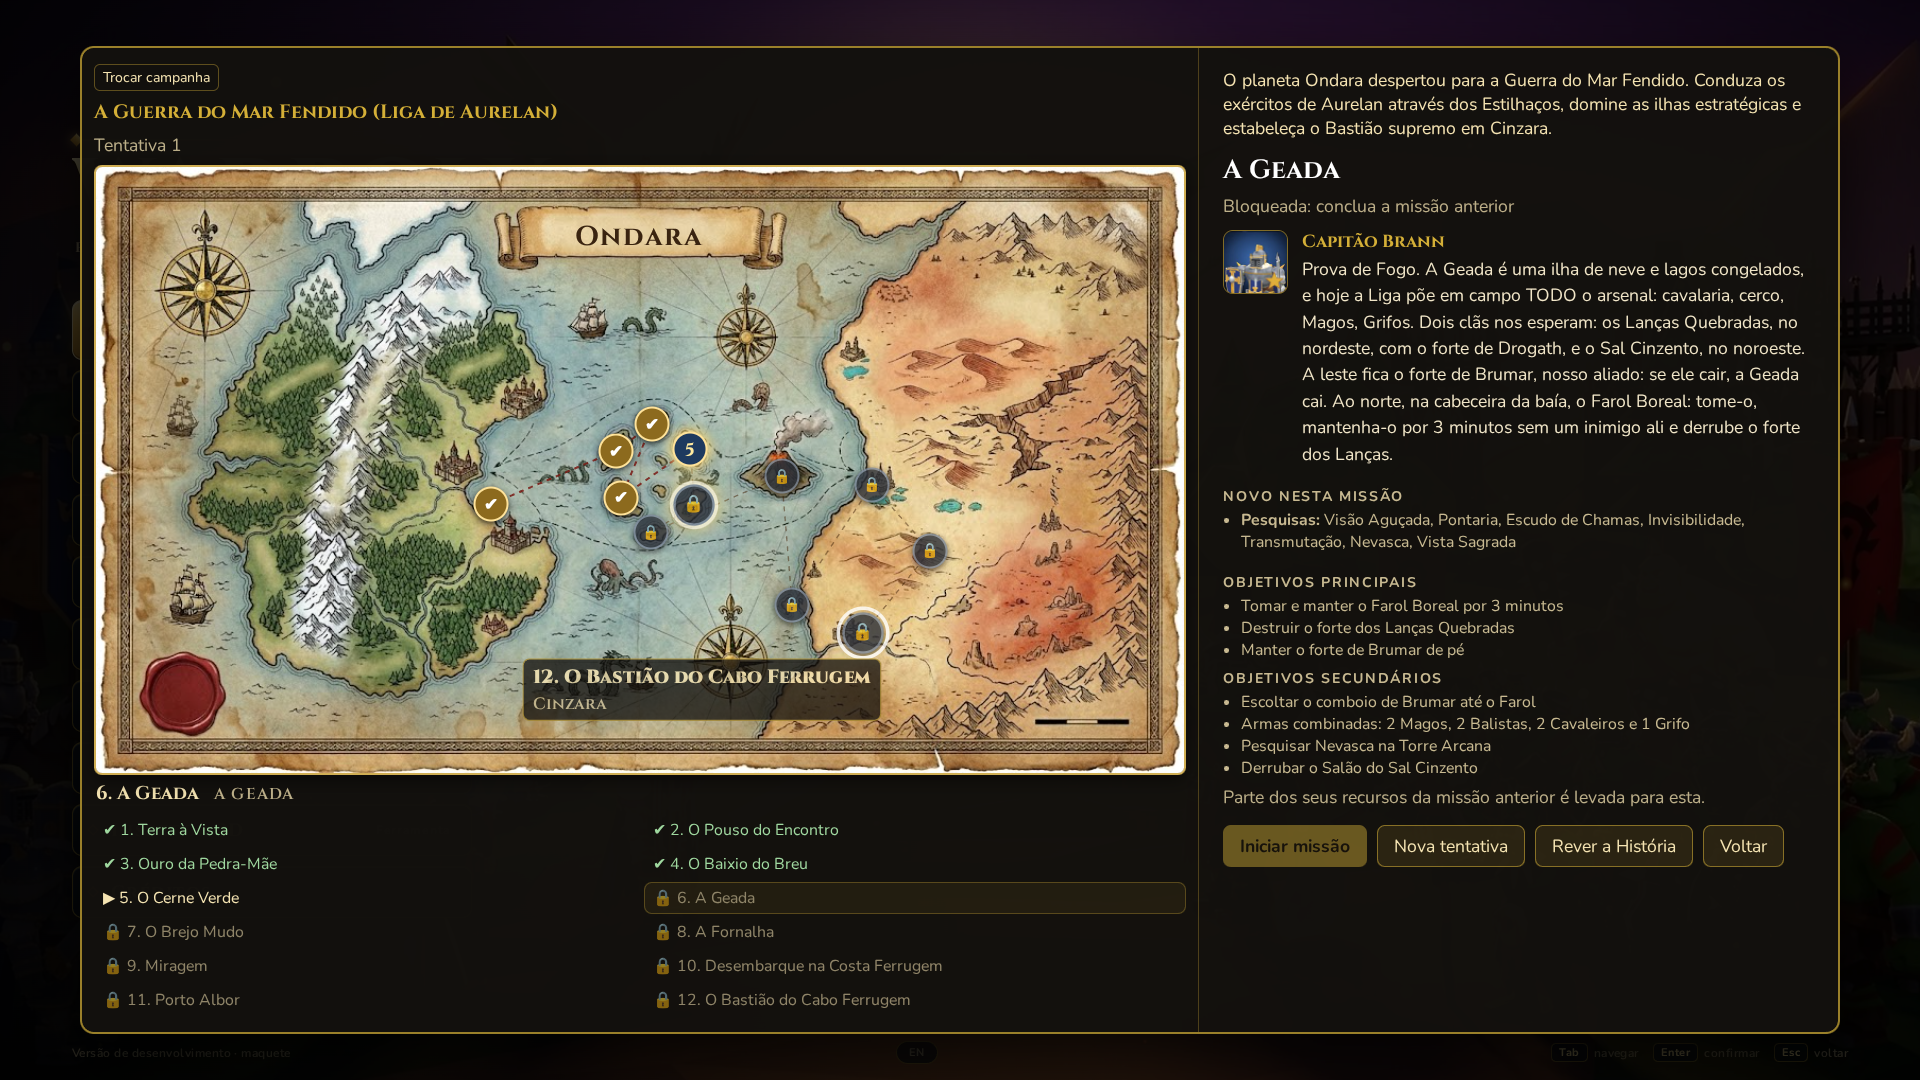 Trocar campanha
A Guerra do Mar Fendido (Liga de Aurelan)
Tentativa 1
Ondara
✔
✔
5
✔
✔
12. O Bastião do Cabo Ferrugem
Cinzara
6. A Geada A Geada
✔ 1. Terra à Vista
✔ 2. O Pouso do Encontro
✔ 3. Ouro da Pedra-Mãe
✔ 4. O Baixio do Breu
▶ 5. O Cerne Verde
🔒 6. A Geada
🔒 7. O Brejo Mudo
🔒 8. A Fornalha
🔒 9. Miragem
🔒 10. Desembarque na Costa Ferrugem
🔒 11. Porto Albor
🔒 12. O Bastião do Cabo Ferrugem
O planeta Ondara despertou para a Guerra do Mar Fendido. Conduza os
exércitos de Aurelan através dos Estilhaços, domine as ilhas estratégicas e
estabeleça o Bastião supremo em Cinzara.
A Geada
Bloqueada: conclua a missão anterior
Capitão Brann
Prova de Fogo. A Geada é uma ilha de neve e lagos congelados,
e hoje a Liga põe em campo TODO o arsenal: cavalaria, cerco,
Magos, Grifos. Dois clãs nos esperam: os Lanças Quebradas, no
nordeste, com o forte de Drogath, e o Sal Cinzento, no noroeste.
A leste fica o forte de Brumar, nosso aliado: se ele cair, a Geada
cai. Ao norte, na cabeceira da baía, o Farol Boreal: tome-o,
mantenha-o por 3 minutos sem um inimigo ali e derrube o forte
dos Lanças.
NOVO NESTA MISSÃO
• Pesquisas: Visão Aguçada, Pontaria, Escudo de Chamas, Invisibilidade,
Transmutação, Nevasca, Vista Sagrada
OBJETIVOS PRINCIPAIS
• Tomar e manter o Farol Boreal por 3 minutos
• Destruir o forte dos Lanças Quebradas
• Manter o forte de Brumar de pé
OBJETIVOS SECUNDÁRIOS
• Escoltar o comboio de Brumar até o Farol
• Armas combinadas: 2 Magos, 2 Balistas, 2 Cavaleiros e 1 Grifo
• Pesquisar Nevasca na Torre Arcana
• Derrubar o Salão do Sal Cinzento
Parte dos seus recursos da missão anterior é levada para esta.
Iniciar missão
Nova tentativa
Rever a História
Voltar
Versão de desenvolvimento · maquete
EN
Tab navegar Enter confirmar Esc voltar